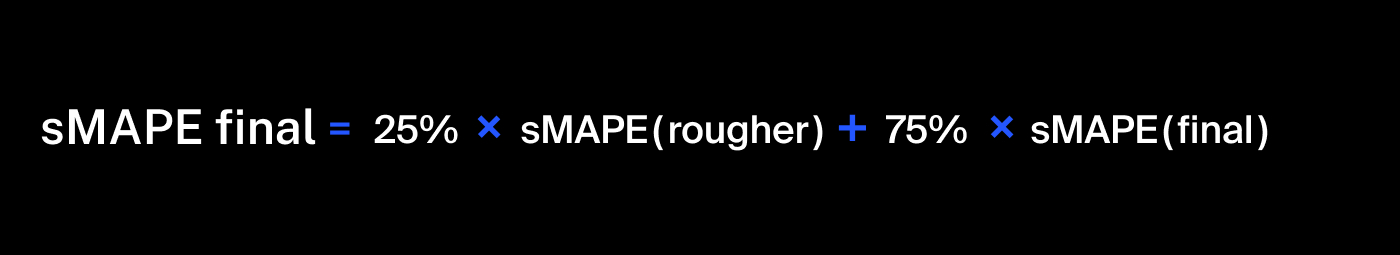 sMAPE final = 25% × sMAPE(rougher) + 75% × sMAPE(final)